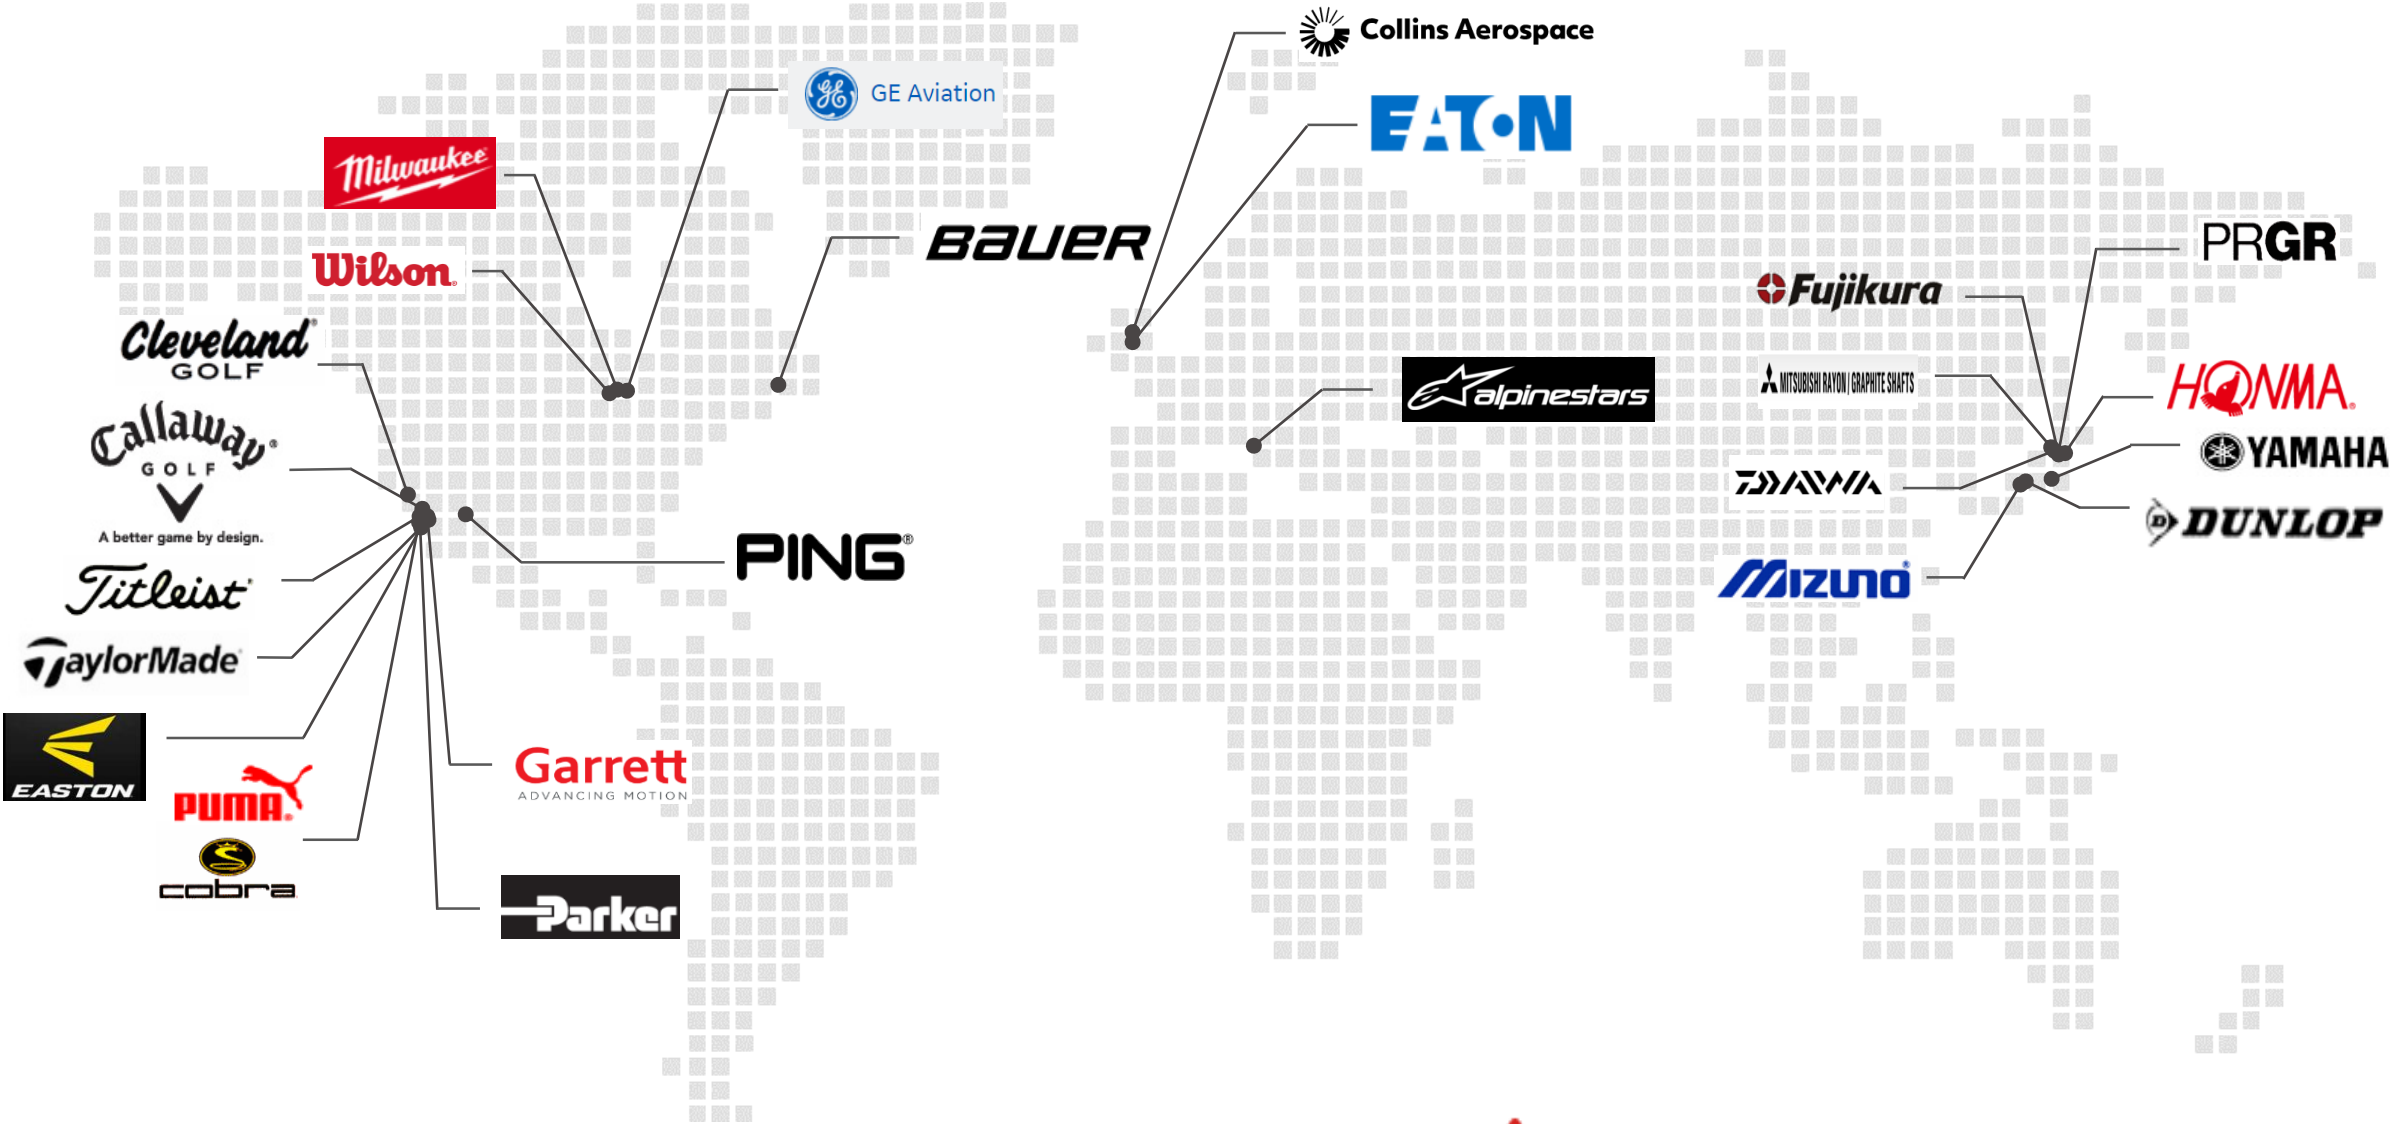 Collins Aerospace
GE
GE Aviation
EATON
Milwaukee
BAUER
PRGR
Wilson®
Fujikura
Cleveland®
GOLF
alpinestars
MITSUBISHI RAYON | GRAPHITE SHAFTS
HONMA®
Callaway®
GOLF
YAMAHA
DAIWA
A better game by design.
PING®
D DUNLOP
Titleist
MIZUNO®
TaylorMade
EASTON
Garrett
ADVANCING MOTION
PUMA®
cobra
Parker